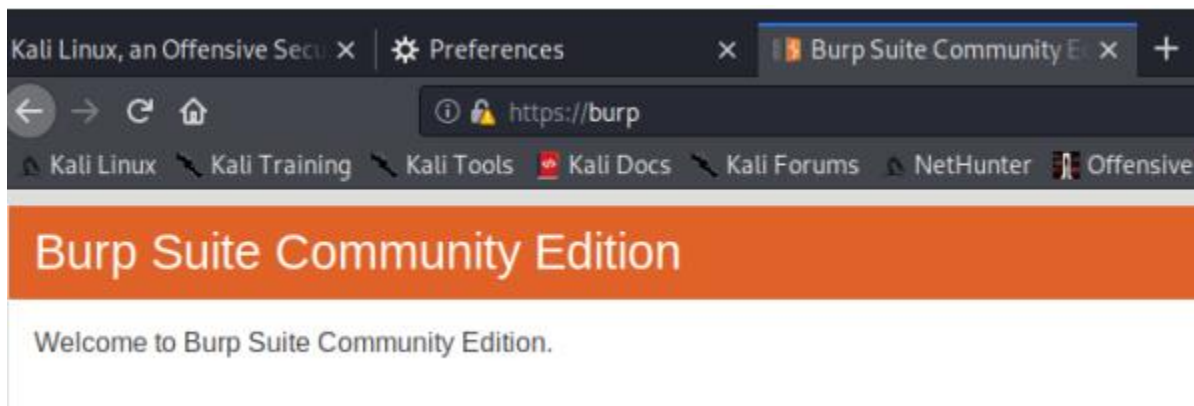 Kali Linux, an Offensive Secu Preferences Burp Suite Community E
https://burp
Kali Linux Kali Training Kali Tools Kali Docs Kali Forums NetHunter Offensive
Burp Suite Community Edition
Welcome to Burp Suite Community Edition.